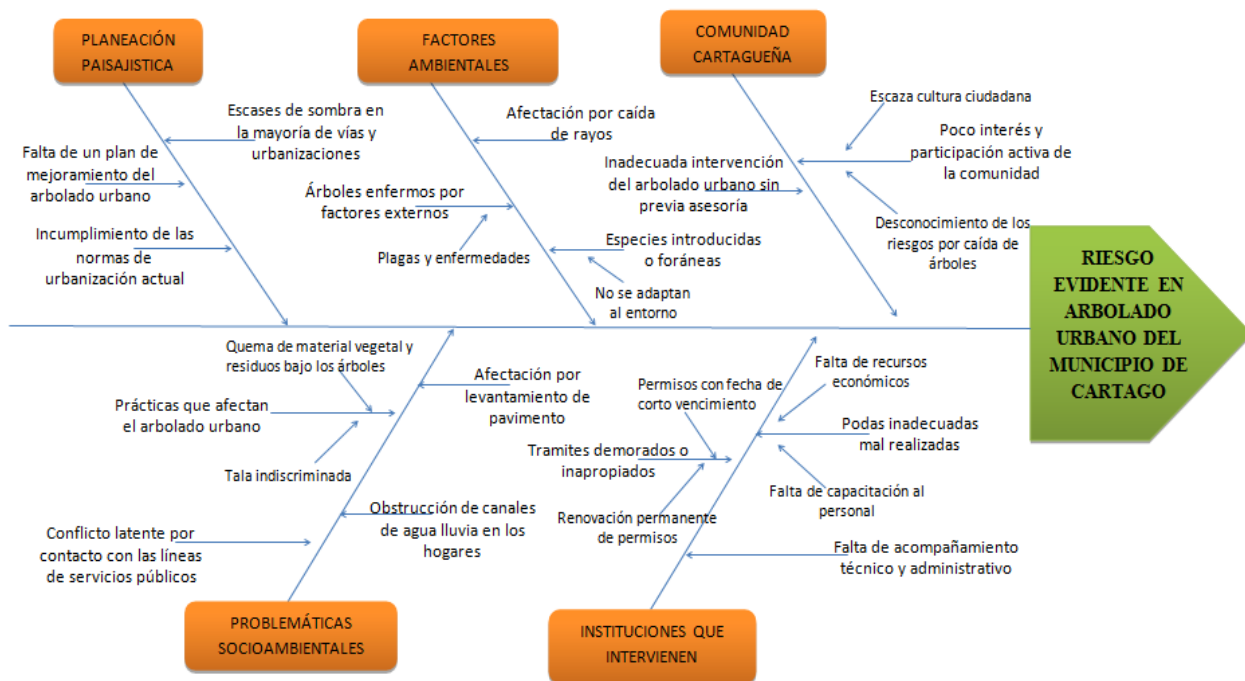 PLANEACIÓN
PAISAJISTICA
FACTORES
AMBIENTALES
COMUNIDAD
CARTAGUEÑA
Escases de sombra en
la mayoría de vías y
urbanizaciones
Falta de un plan de
mejoramiento del
arbolado urbano
Incumplimiento de las
normas de
urbanización actual
Afectación por caída
de rayos
Árboles enfermos por
factores externos
Plagas y enfermedades
Especies introducidas
o foráneas
No se adaptan
al entorno
Escaza cultura ciudadana
Poco interés y
participación activa de
la comunidad
Inadecuada intervención
del arbolado urbano sin
previa asesoría
Desconocimiento de los
riesgos por caída de
árboles
RIESGO
EVIDENTE EN
ARBOLADO
URBANO DEL
MUNICIPIO DE
CARTAGO
Quema de material vegetal y
residuos bajo los árboles
Afectación por
levantamiento de
pavimento
Prácticas que afectan
el arbolado urbano
Tala indiscriminada
Obstrucción de canales
de agua lluvia en los
hogares
Conflicto latente por
contacto con las líneas
de servicios públicos
Falta de recursos
económicos
Permisos con fecha de
corto vencimiento
Podas inadecuadas
mal realizadas
Tramites demorados o
inapropiados
Falta de capacitación al
personal
Renovación permanente
de permisos
Falta de acompañamiento
técnico y administrativo
PROBLEMÁTICAS
SOCIOAMBIENTALES
INSTITUCIONES QUE
INTERVIENEN